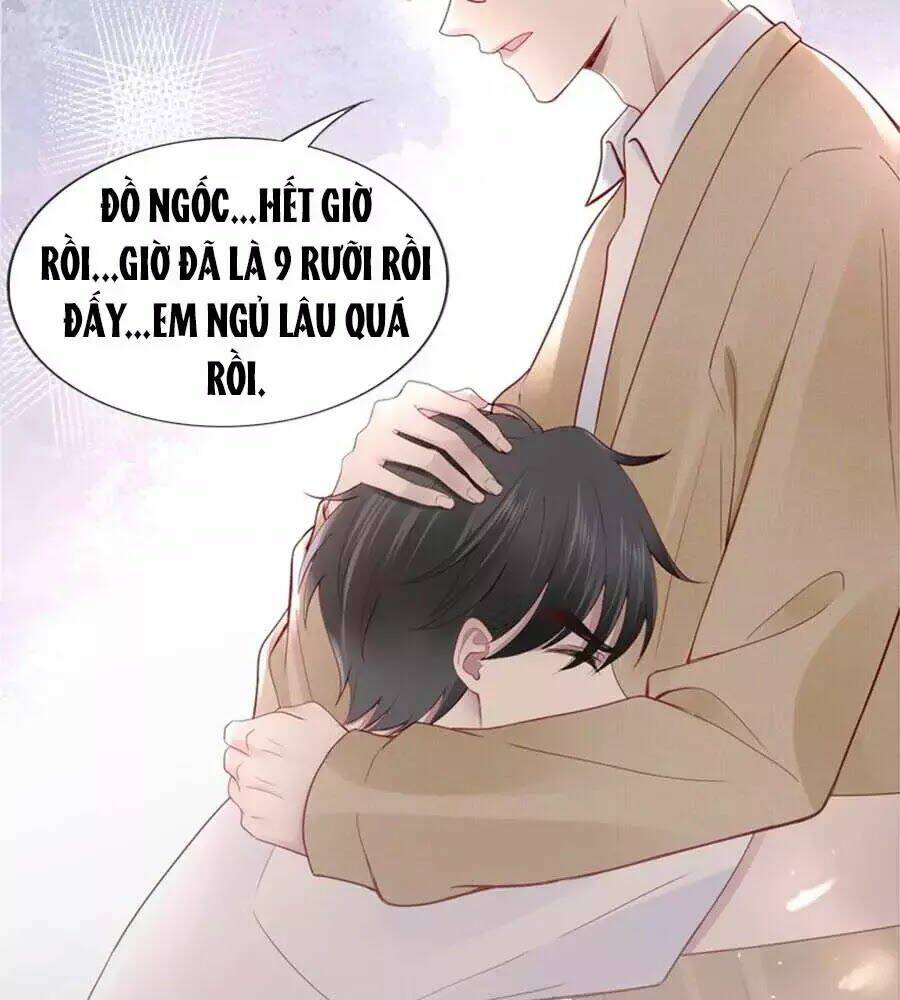 ĐỒ NGỐC...HẾT GIỜ
RỒI...GIỜ ĐÃ LÀ 9 RƯỠI RỒI
ĐẤY...EM NGỦ LÂU QUÁ
RỒI.